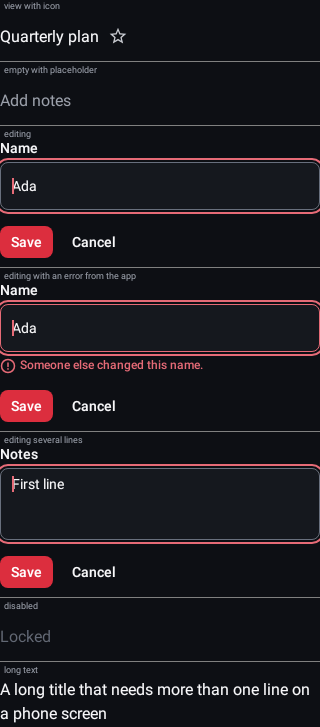 view with icon
Quarterly plan
empty with placeholder
Add notes
editing
Name
Ada
Save Cancel
editing with an error from the app
Name
Ada
Someone else changed this name.
Save Cancel
editing several lines
Notes
First line
Save Cancel
disabled
Locked
long text
A long title that needs more than one line on
a phone screen